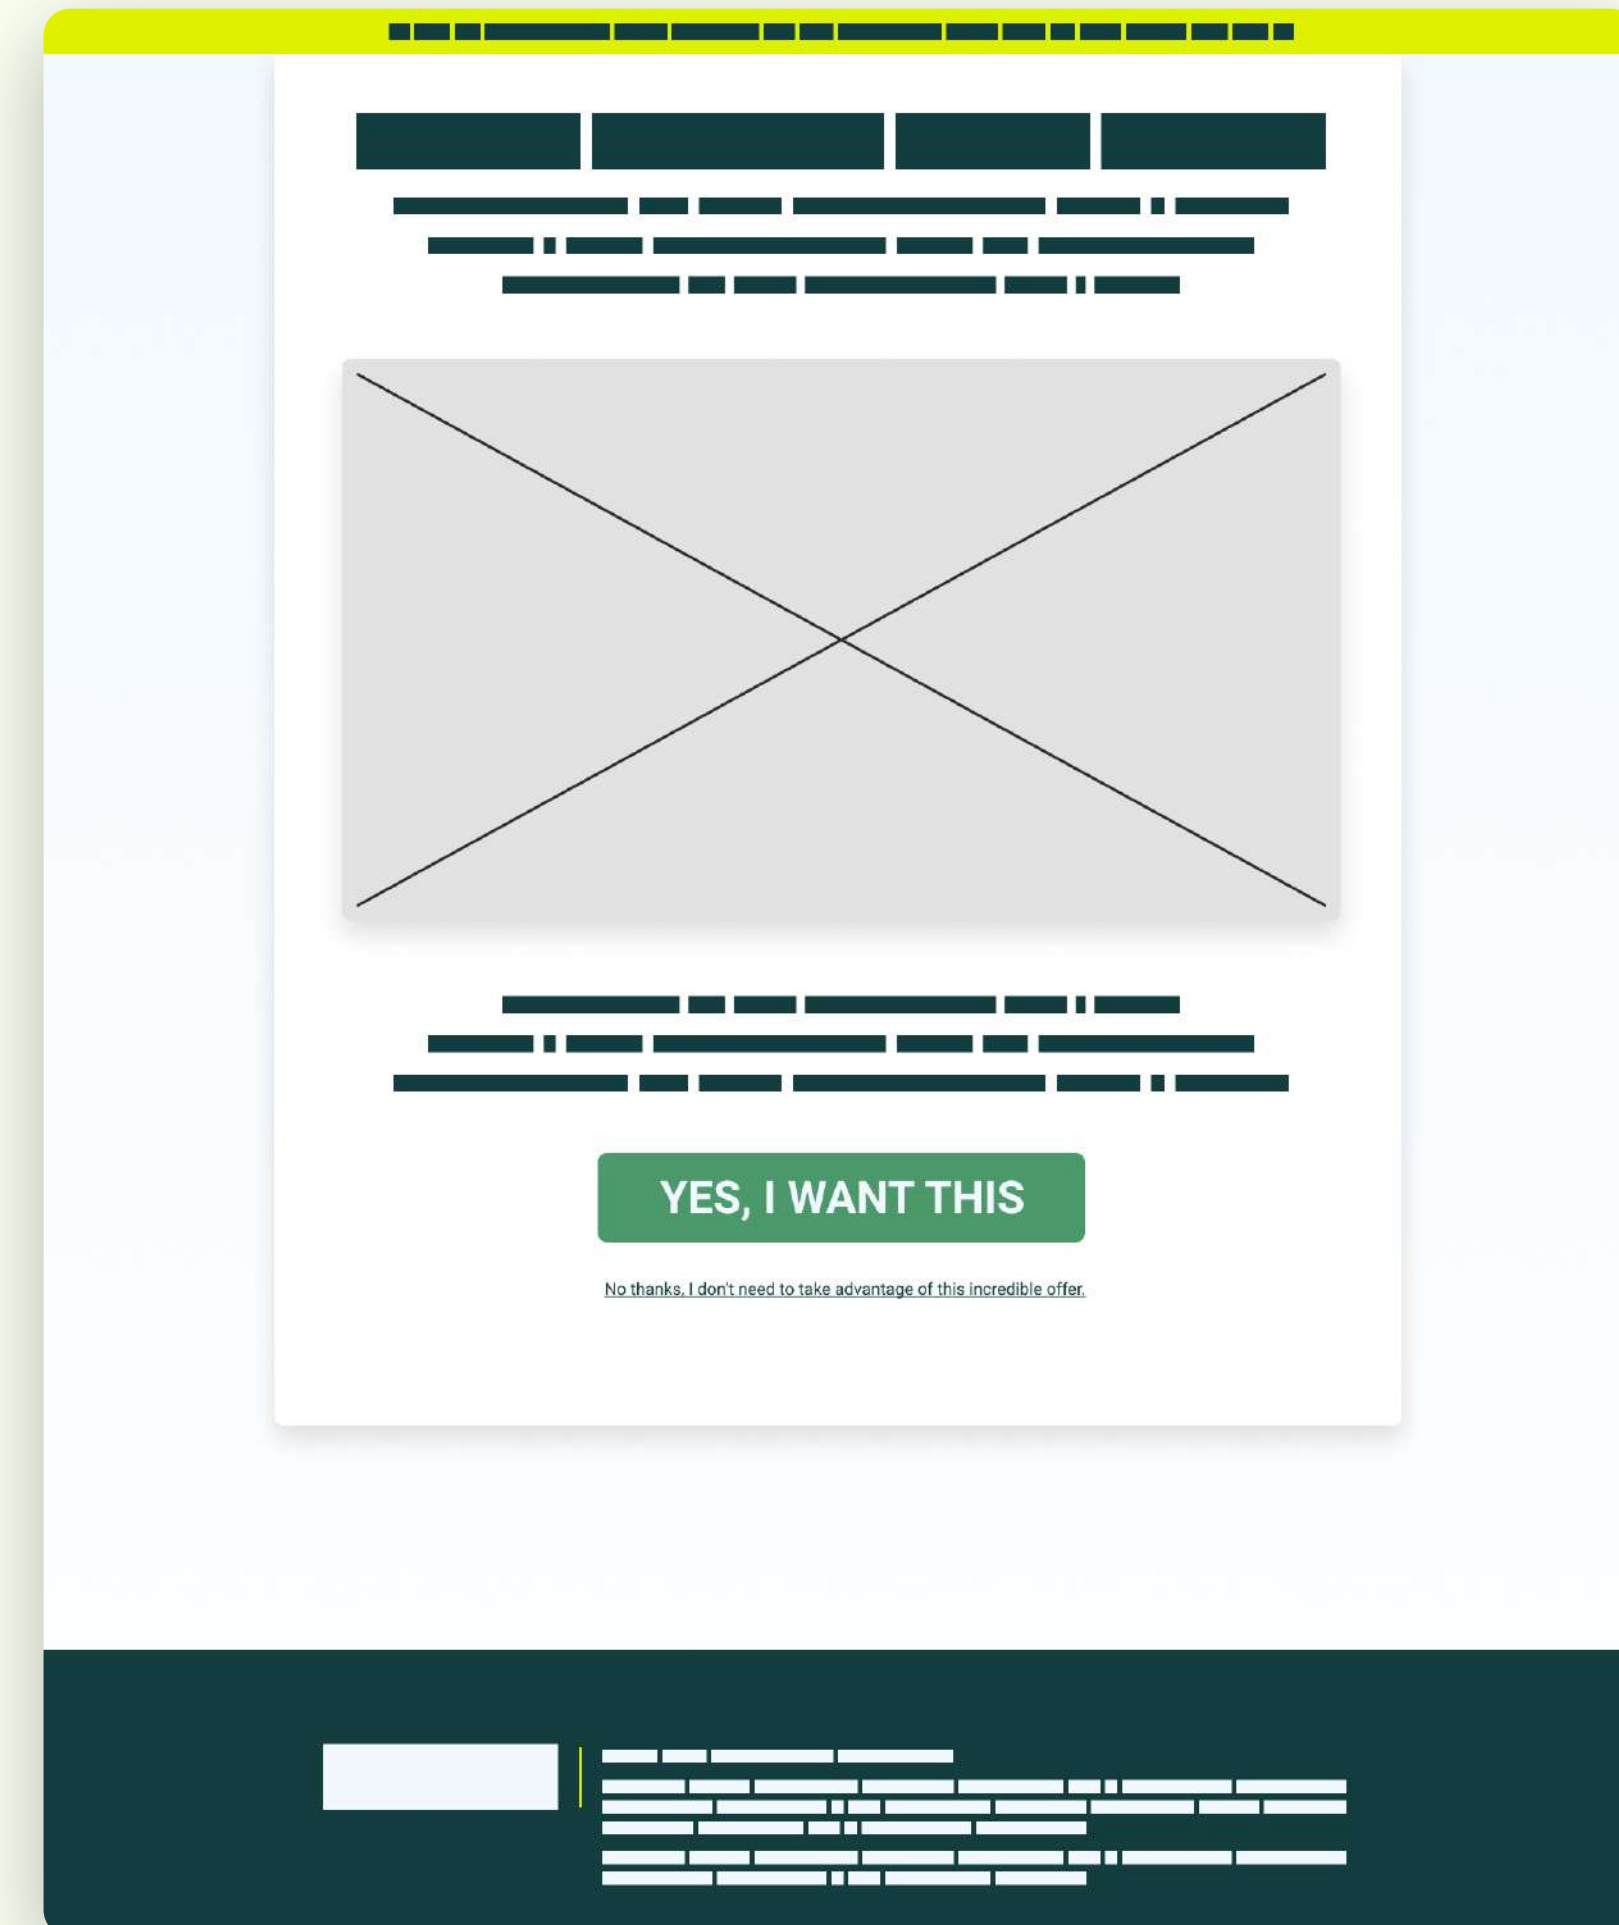 YES, I WANT THIS
No thanks, I don't need to take advantage of this incredible offer.